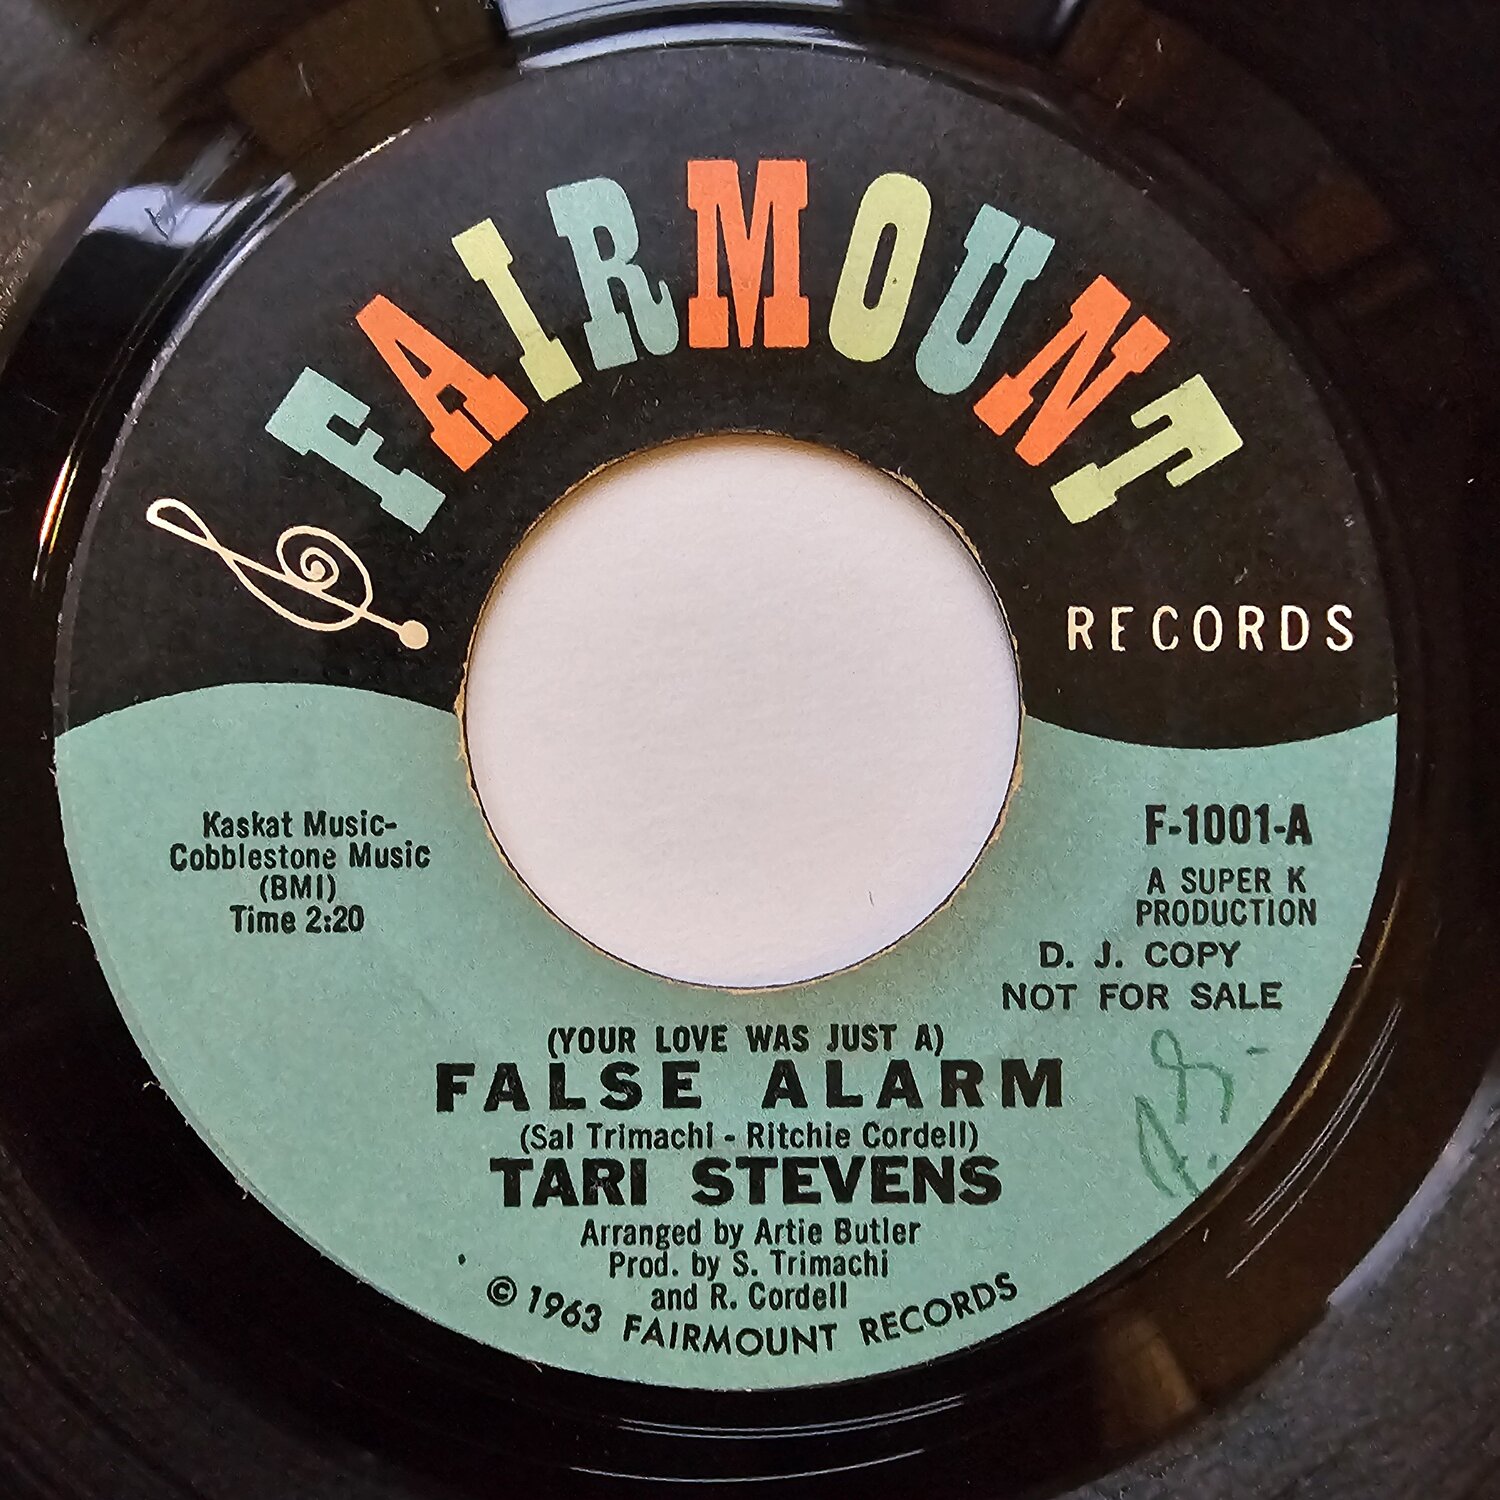 FAIRMOUNT
RECORDS
Kaskat Music-
Cobblestone Music
(BMI)
Time 2:20
F-1001-A
A SUPER K
PRODUCTION
D. J. COPY
NOT FOR SALE
(YOUR LOVE WAS JUST A)
FALSE ALARM
(Sal Trimachi - Ritchie Cordell)
TARI STEVENS
Arranged by Artie Butler
Prod. by S. Trimachi
and R. Cordell
© 1963 FAIRMOUNT RECORDS